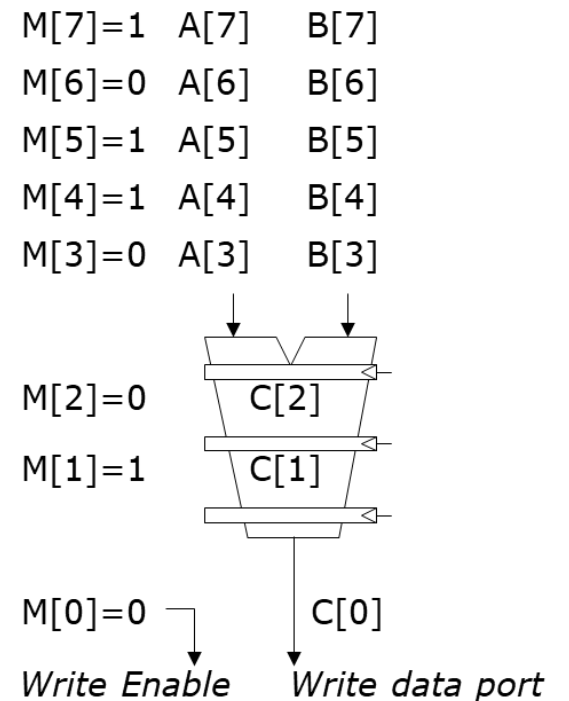 M[7]=1 A[7] B[7]
M[6]=0 A[6] B[6]
M[5]=1 A[5] B[5]
M[4]=1 A[4] B[4]
M[3]=0 A[3] B[3]
M[2]=0 C[2]
M[1]=1 C[1]
M[0]=0 C[0]
Write Enable Write data port